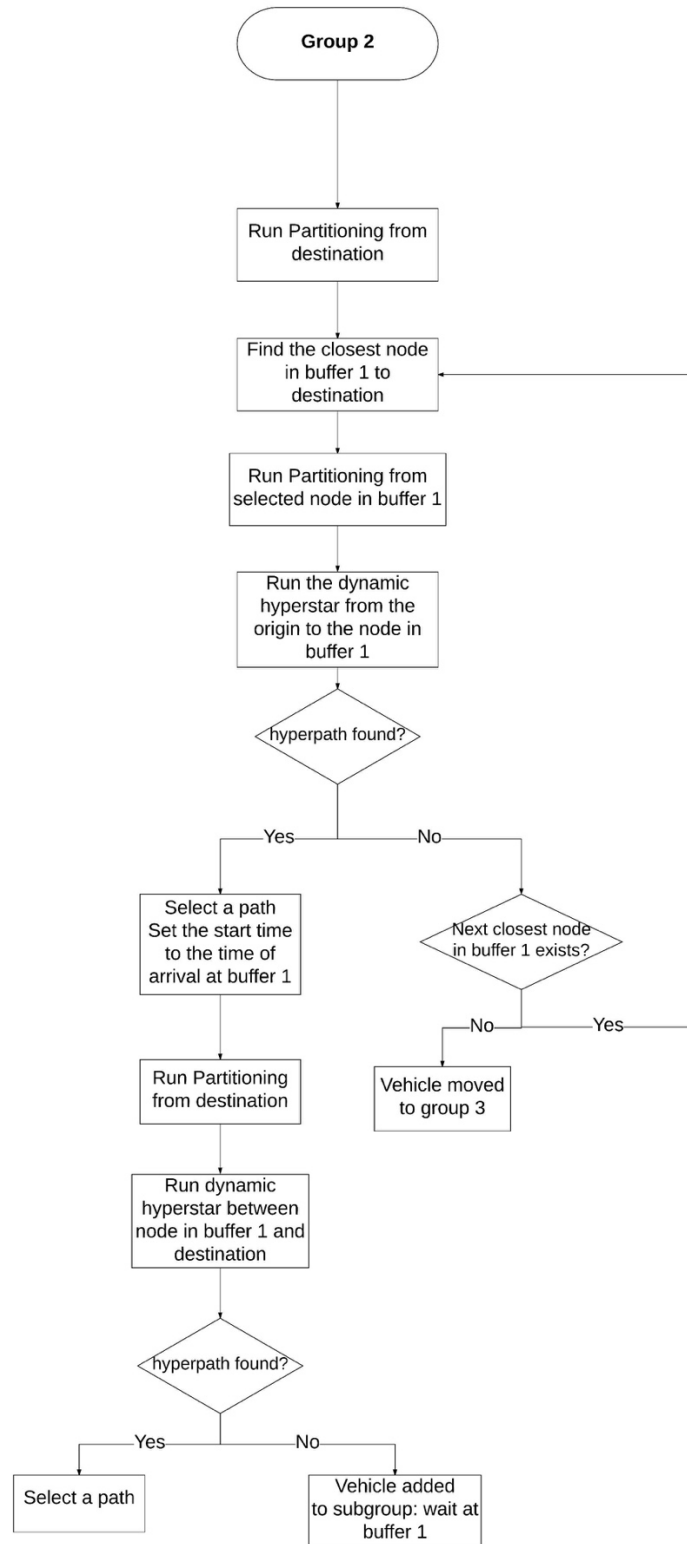 Group 2
Run Partitioning from
destination
Find the closest node
in buffer 1 to
destination
Run Partitioning from
selected node in buffer 1
Run the dynamic
hyperstar from the
origin to the node in
buffer 1
hyperpath found?
Yes
No
Select a path
Set the start time
to the time of
arrival at buffer 1
Next closest node
in buffer 1 exists?
No
Yes
Run Partitioning
from destination
Vehicle moved
to group 3
Run dynamic
hyperstar between
node in buffer 1 and
destination
hyperpath found?
Yes
No
Select a path
Vehicle added
to subgroup: wait at
buffer 1